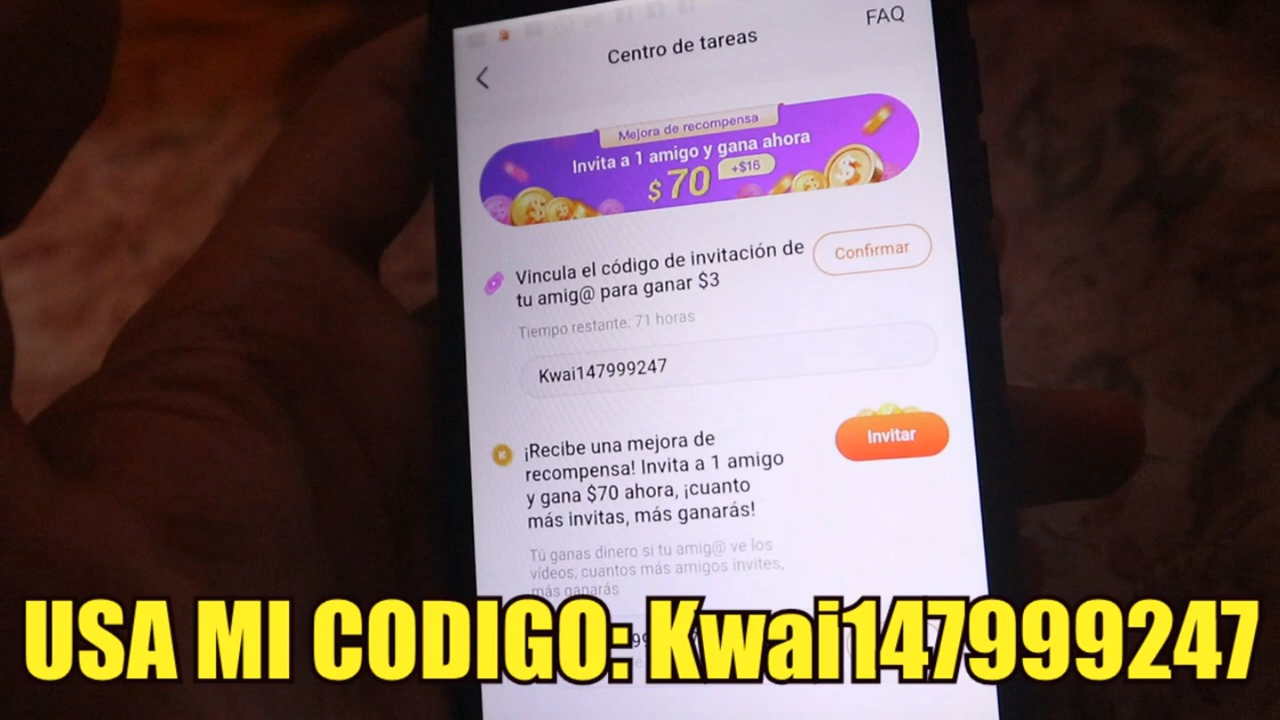 FAQ
Centro de tareas
Mejora de recompensa
Invita a 1 amigo y gana ahora
$70 +$16
Vincula el código de invitación de
tu amig@ para ganar $3
Confirmar
Tiempo restante: 71 horas
Kwai147999247
¡Recibe una mejora de
recompensa! Invita a 1 amigo
y gana $70 ahora, ¡cuanto
más invitas, más ganarás!
Invitar
Tú ganas dinero si tu amig@ ve los
vídeos, cuantos más amigos invites,
más ganarás
USA MI CODIGO: Kwai147999247